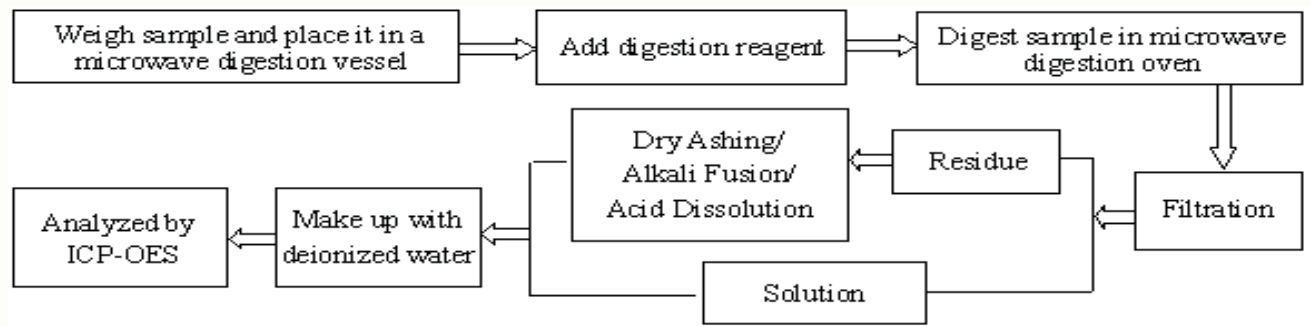 Weigh sample and place it in a
microwave digestion vessel
Add digestion reagent
Digest sample in microwave
digestion oven
Filtration
Residue
Dry Ashing/
Alkali Fusion/
Acid Dissolution
Solution
Make up with
deionized water
Analyzed by
ICP-OES